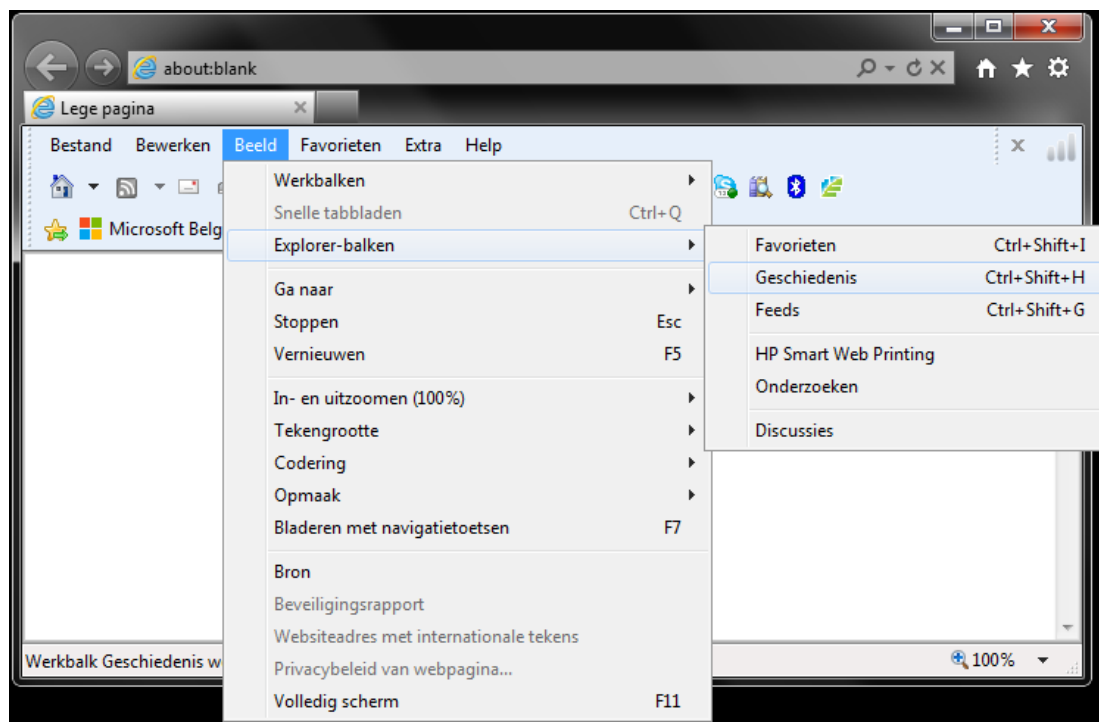 about:blank
Lege pagina
Bestand Bewerken Beeld Favorieten Extra Help
Microsoft Belg
Werkbalken
Snelle tabbladen Ctrl+Q
Explorer-balken
Ga naar
Stoppen Esc
Vernieuwen F5
In- en uitzoomen (100%)
Tekengrootte
Codering
Opmaak
Bladeren met navigatietoetsen F7
Bron
Beveiligingsrapport
Websiteadres met internationale tekens
Privacybeleid van webpagina...
Volledig scherm F11
Favorieten Ctrl+Shift+I
Geschiedenis Ctrl+Shift+H
Feeds Ctrl+Shift+G
HP Smart Web Printing
Onderzoeken
Discussies
Werkbalk Geschiedenis w
100%